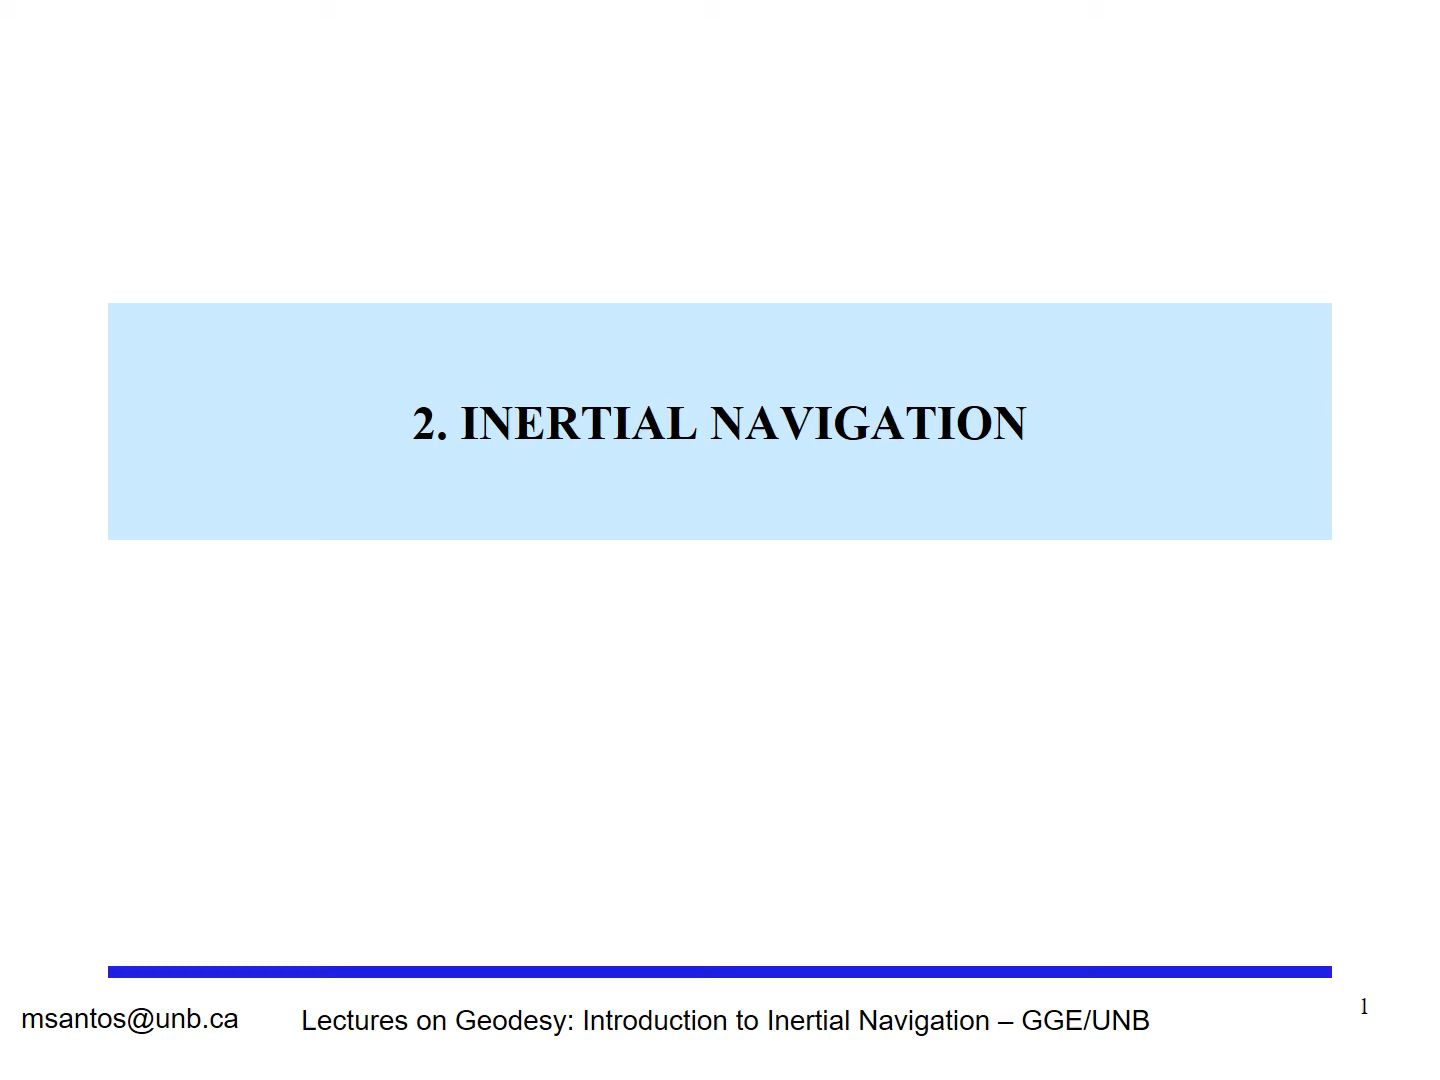 2. INERTIAL NAVIGATION
msantos@unb.ca
Lectures on Geodesy: Introduction to Inertial Navigation – GGE/UNB
1